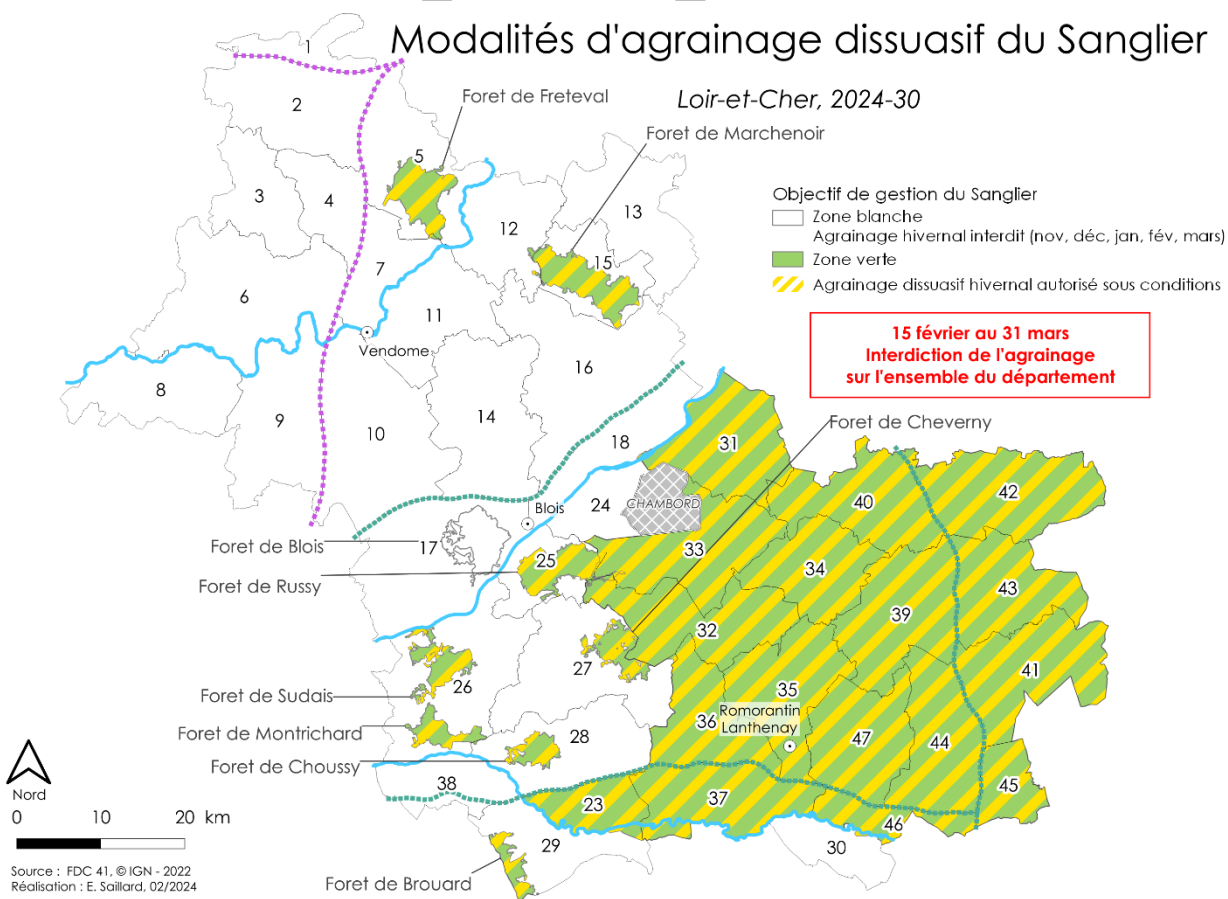 Modalités d'agrainage dissuasif du Sanglier
Loir-et-Cher, 2024-30
Foret de Freteval
Foret de Marchenoir
Objectif de gestion du Sanglier
Zone blanche
Agrainage hivernal interdit (nov, déc, jan, fév, mars)
Zone verte
Agrainage dissuasif hivernal autorisé sous conditions
15 février au 31 mars
Interdiction de l'agrainage
sur l'ensemble du département
1
2
3
4
5
6
7
8
9
10
11
12
13
14
15
16
Vendome
Foret de Cheverny
17
18
Blois
24
CHAMBORD
25
31
40
42
33
34
43
39
32
41
27
26
35
Romorantin
Lanthenay
36
47
44
28
45
38
23
37
46
29
30
Foret de Blois
Foret de Russy
Foret de Sudais
Foret de Montrichard
Foret de Choussy
Foret de Brouard
Nord
0 10 20 km
Source : FDC 41, © IGN - 2022
Réalisation : E. Saillard, 02/2024